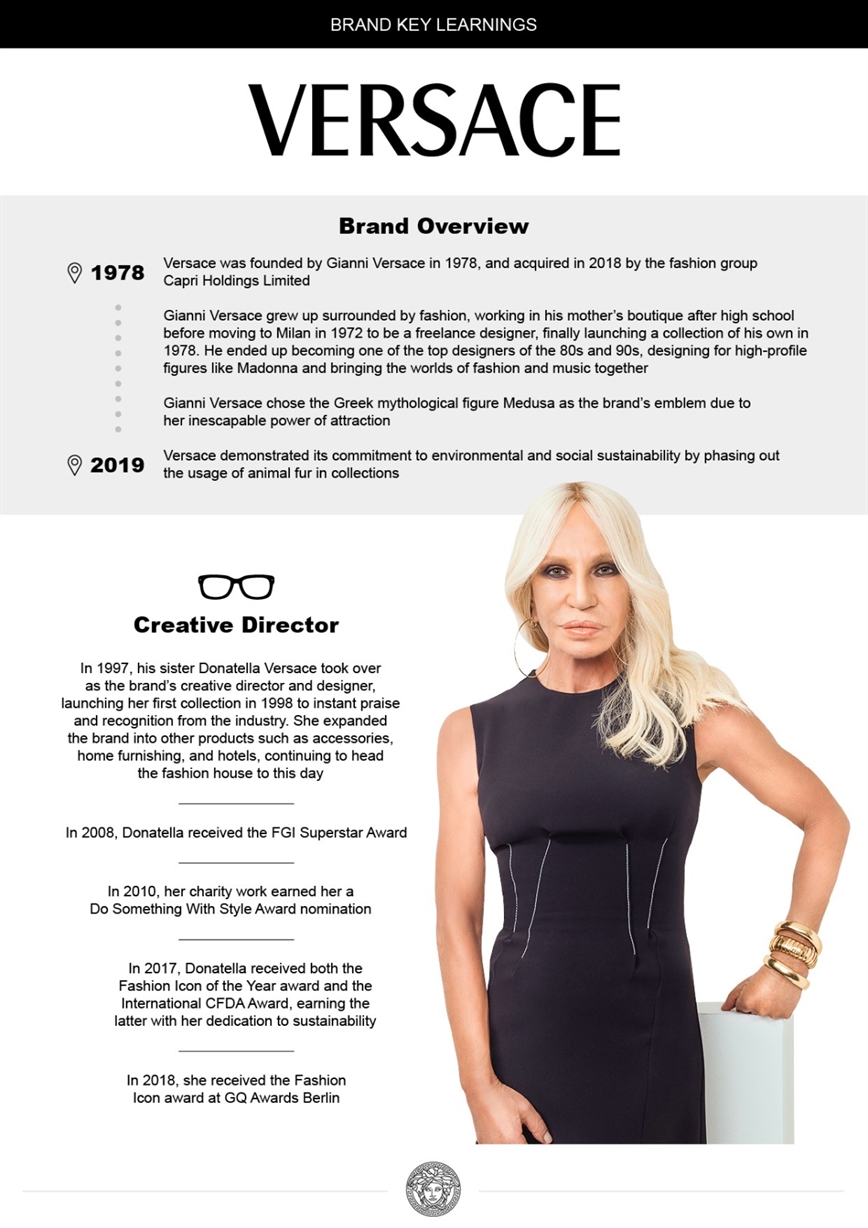 BRAND KEY LEARNINGS
VERSACE
Brand Overview
1978
Versace was founded by Gianni Versace in 1978, and acquired in 2018 by the fashion group
Capri Holdings Limited
Gianni Versace grew up surrounded by fashion, working in his mother's boutique after high school
before moving to Milan in 1972 to be a freelance designer, finally launching a collection of his own in
1978. He ended up becoming one of the top designers of the 80s and 90s, designing for high-profile
figures like Madonna and bringing the worlds of fashion and music together
Gianni Versace chose the Greek mythological figure Medusa as the brand's emblem due to
her inescapable power of attraction
2019
Versace demonstrated its commitment to environmental and social sustainability by phasing out
the usage of animal fur in collections
Creative Director
In 1997, his sister Donatella Versace took over
as the brand's creative director and designer,
launching her first collection in 1998 to instant praise
and recognition from the industry. She expanded
the brand into other products such as accessories,
home furnishing, and hotels, continuing to head
the fashion house to this day
In 2008, Donatella received the FGI Superstar Award
In 2010, her charity work earned her a
Do Something With Style Award nomination
In 2017, Donatella received both the
Fashion Icon of the Year award and the
International CFDA Award, earning the
latter with her dedication to sustainability
In 2018, she received the Fashion
Icon award at GQ Awards Berlin